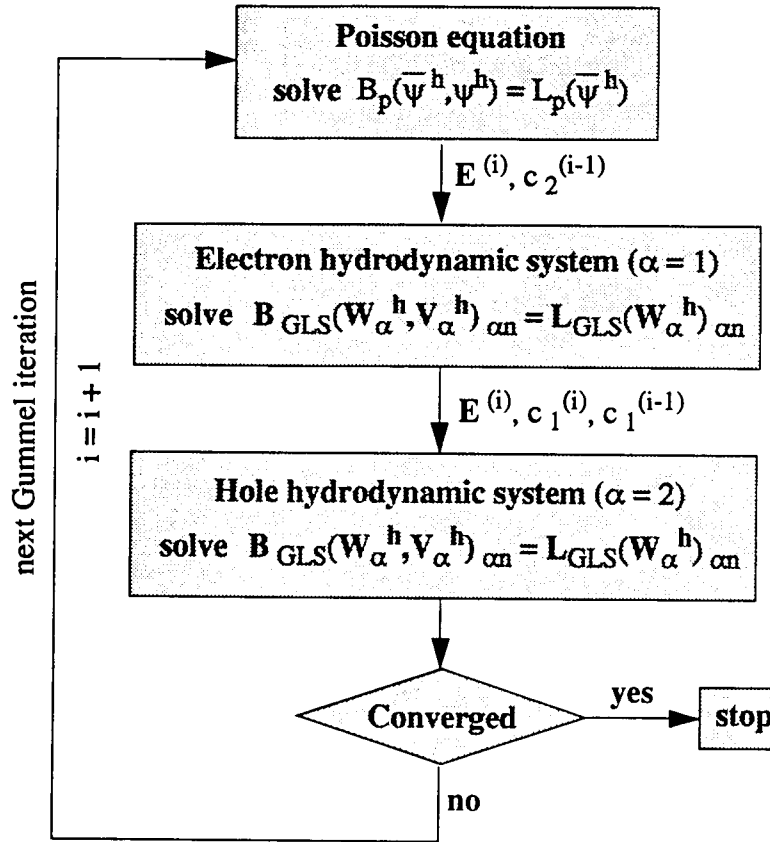 Poisson equation
solve B_p(ψ̅^h,ψ^h) = L_p(ψ̅^h)
E^(i), c_2^(i-1)
Electron hydrodynamic system (α = 1)
solve B_GLS(W_α^h,V_α^h)_αn = L_GLS(W_α^h)_αn
E^(i), c_1^(i), c_1^(i-1)
Hole hydrodynamic system (α = 2)
solve B_GLS(W_α^h,V_α^h)_αn = L_GLS(W_α^h)_αn
Converged
yes
stop
no
next Gummel iteration
i = i + 1